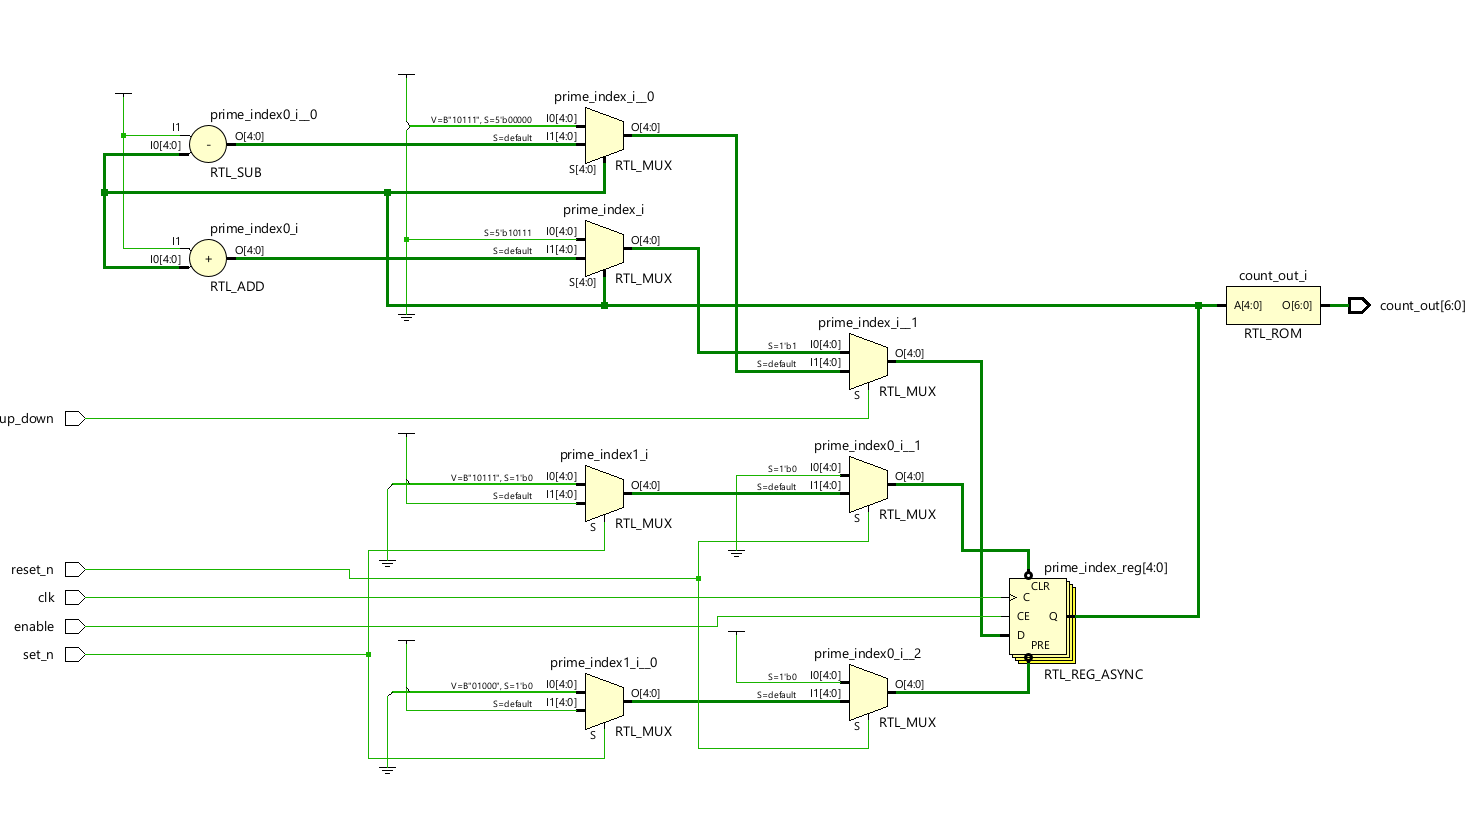 prime_index_i__0
prime_index0_i__0
I1
O[4:0]
I0[4:0]
-
RTL_SUB
V=B"10111", S=5'b00000
I0[4:0]
O[4:0]
S=default
I1[4:0]
S[4:0]
RTL_MUX
prime_index_i
prime_index0_i
I1
O[4:0]
I0[4:0]
+
RTL_ADD
S=5'b10111
I0[4:0]
O[4:0]
S=default
I1[4:0]
S[4:0]
RTL_MUX
count_out_i
A[4:0]
O[6:0]
count_out[6:0]
RTL_ROM
prime_index_i__1
S=1'b1
I0[4:0]
O[4:0]
S=default
I1[4:0]
S
RTL_MUX
up_down
prime_index1_i
V=B"10111", S=1'b0
I0[4:0]
O[4:0]
S=default
I1[4:0]
S
RTL_MUX
prime_index0_i__1
S=1'b0
I0[4:0]
O[4:0]
S=default
I1[4:0]
S
RTL_MUX
reset_n
clk
enable
set_n
prime_index_reg[4:0]
CLR
C
CE
Q
D
PRE
RTL_REG_ASYNC
prime_index1_i__0
V=B"01000", S=1'b0
I0[4:0]
O[4:0]
S=default
I1[4:0]
S
RTL_MUX
prime_index0_i__2
S=1'b0
I0[4:0]
O[4:0]
S=default
I1[4:0]
S
RTL_MUX